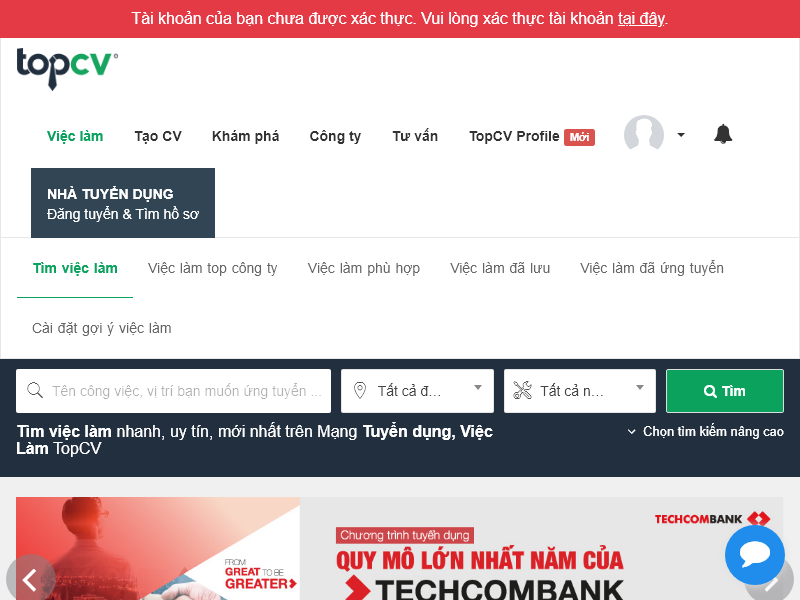 Tài khoản của bạn chưa được xác thực. Vui lòng xác thực tài khoản tại đây.
topcv
Việc làm Tạo CV Khám phá Công ty Tư vấn TopCV Profile Mới
NHÀ TUYỂN DỤNG
Đăng tuyển & Tìm hồ sơ
Tìm việc làm Việc làm top công ty Việc làm phù hợp Việc làm đã lưu Việc làm đã ứng tuyển
Cài đặt gợi ý việc làm
Tên công việc, vị trí bạn muốn ứng tuyển ... Tất cả đ... Tất cả n... Tìm
Tìm việc làm nhanh, uy tín, mới nhất trên Mạng Tuyển dụng, Việc
Làm TopCV
Chọn tìm kiếm nâng cao
TECHCOMBANK
Chương trình tuyển dụng
QUY MÔ LỚN NHẤT NĂM CỦA
TECHCOMBANK
FROM
GREAT TO BE
GREATER